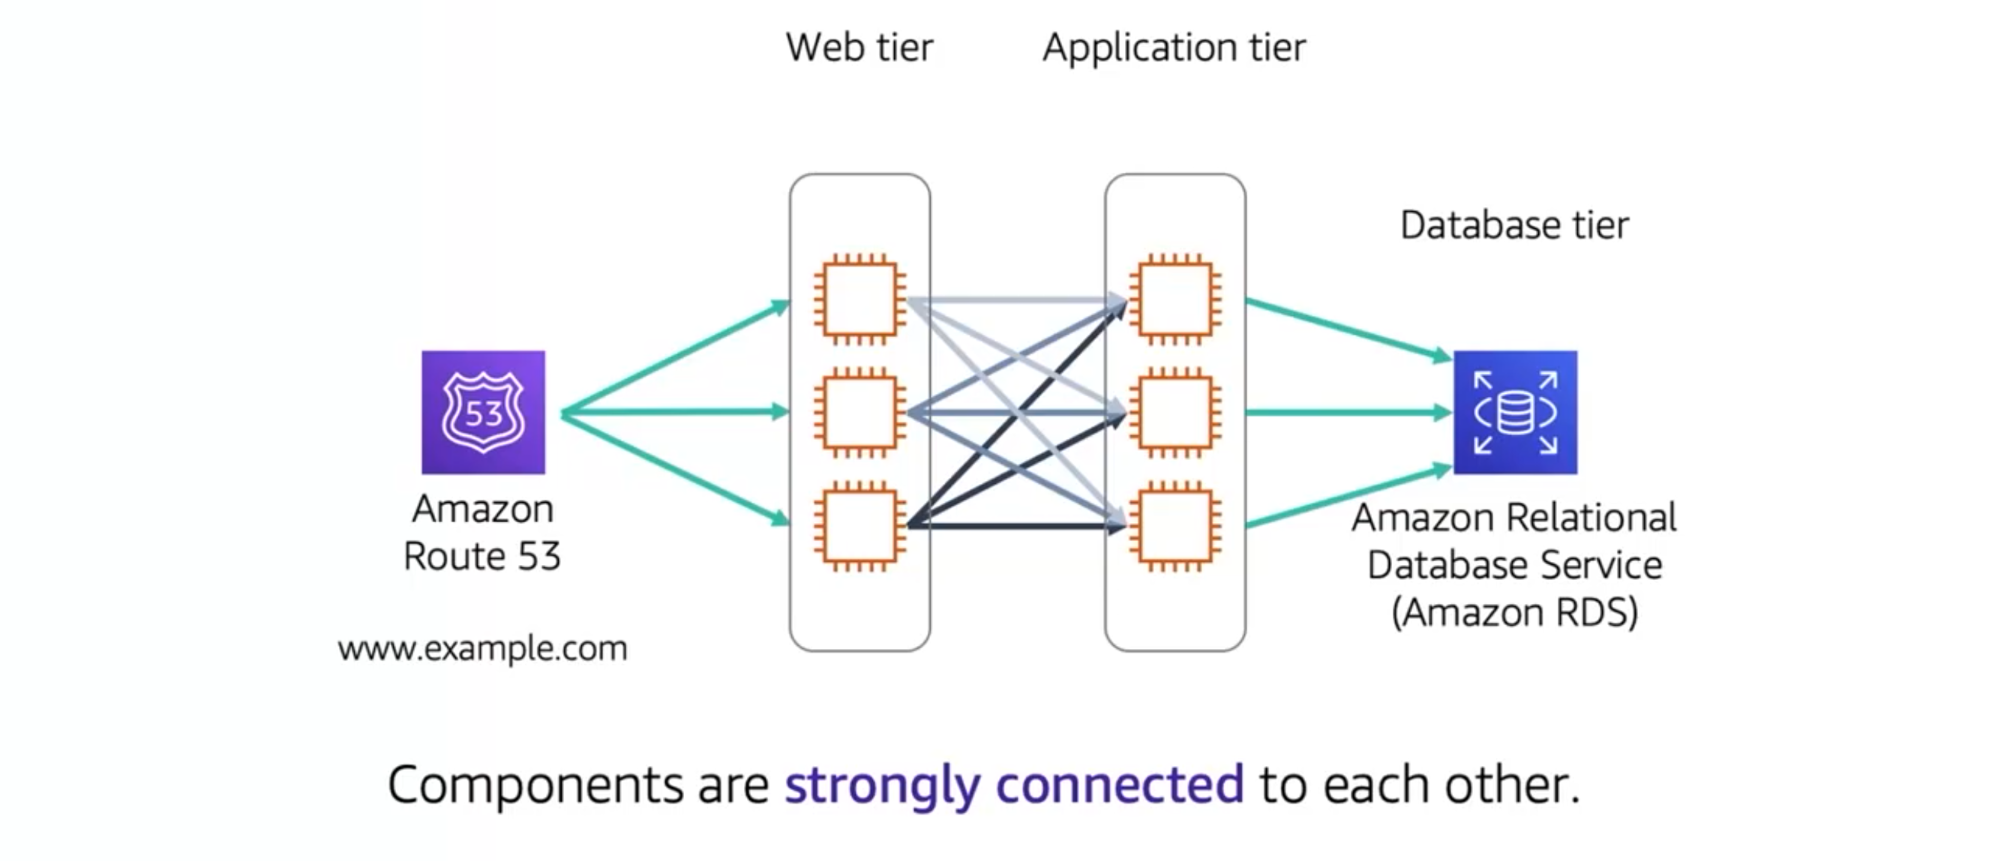 Web tier
Application tier
Database tier
53
Amazon
Route 53
www.example.com
Amazon Relational
Database Service
(Amazon RDS)
Components are strongly connected to each other.